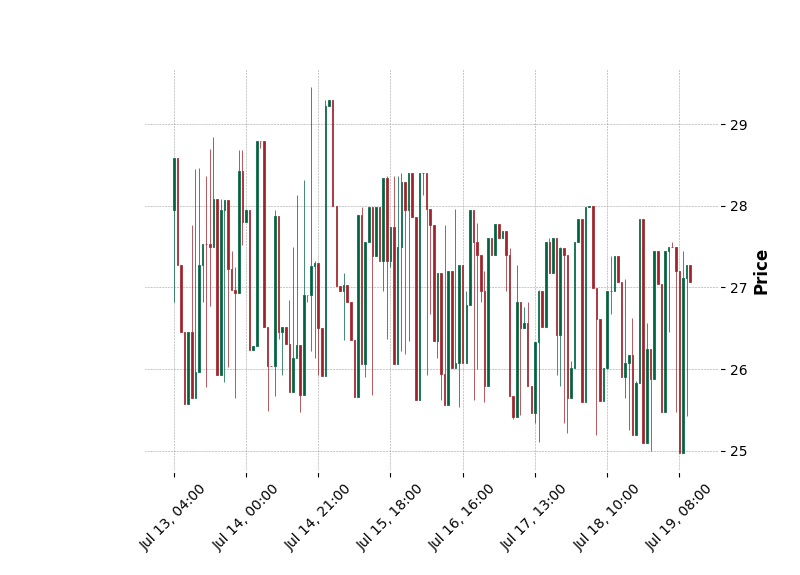 29
28
27
26
25
Price
Jul 13, 04:00
Jul 14, 00:00
Jul 14, 21:00
Jul 15, 18:00
Jul 16, 16:00
Jul 17, 13:00
Jul 18, 10:00
Jul 19, 08:00